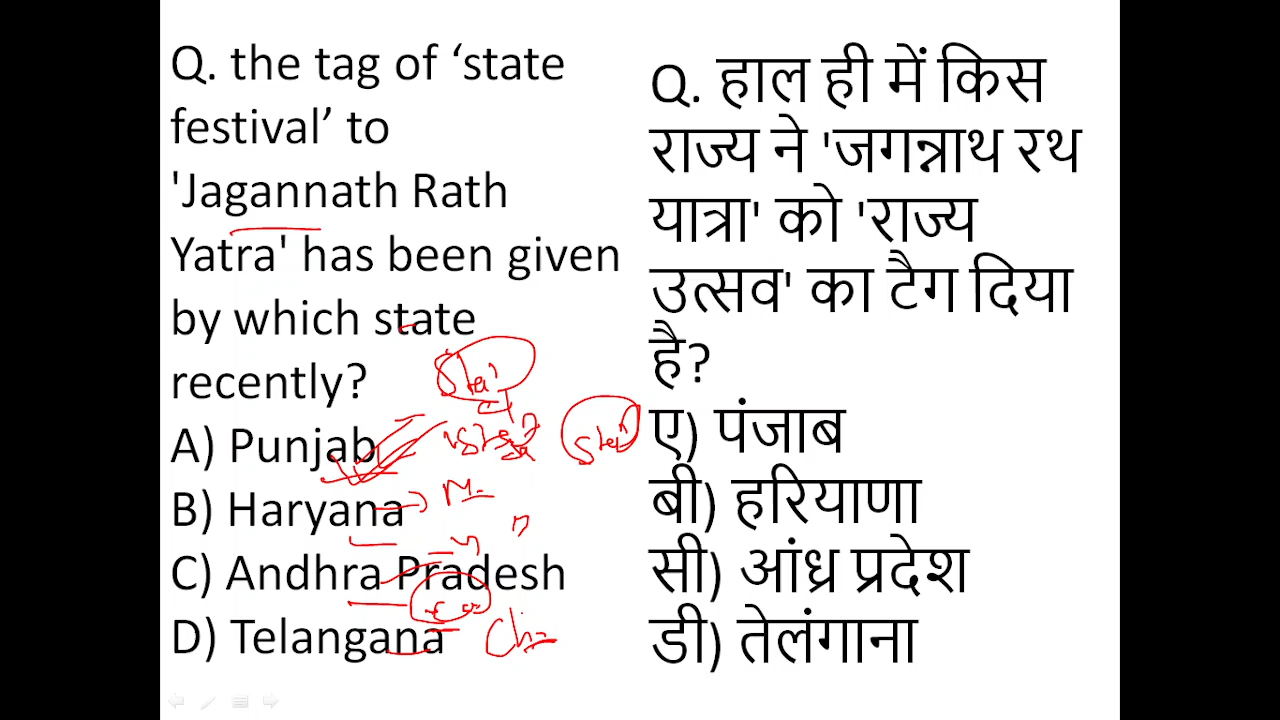 Q. the tag of ‘state
festival’ to
'Jagannath Rath
Yatra' has been given
by which state
recently?
A) Punjab
B) Haryana
C) Andhra Pradesh
D) Telangana
Q. हाल ही में किस
राज्य ने 'जगन्नाथ रथ
यात्रा' को 'राज्य
उत्सव' का टैग दिया
है?
ए) पंजाब
बी) हरियाणा
सी) आंध्र प्रदेश
डी) तेलंगाना